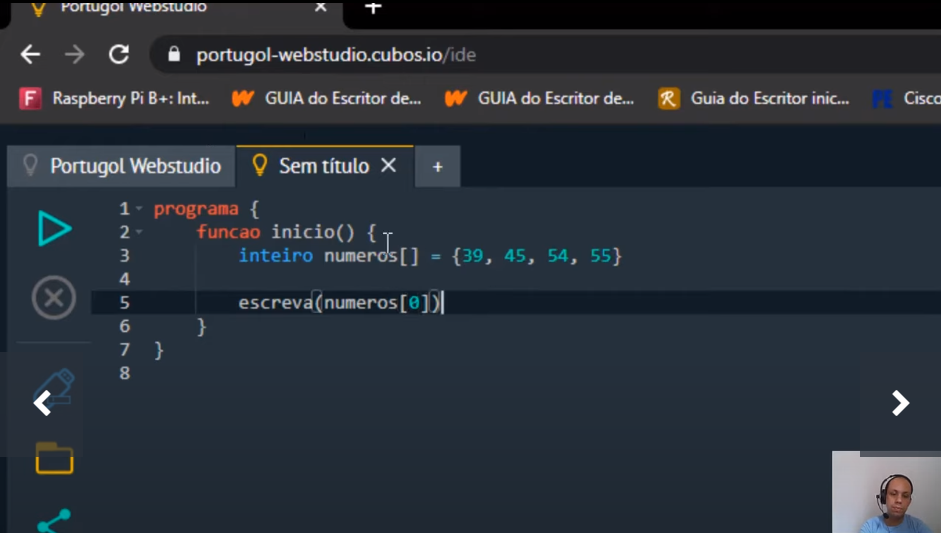 Portugol Webstudio
portugol-webstudio.cubos.io/ide
Raspberry Pi B+: Int... GUIA do Escritor de... GUIA do Escritor de... Guia do Escritor inic... Cisco
Portugol Webstudio Sem título +
1 programa {
2 funcao inicio() {
3 inteiro numeros[] = {39, 45, 54, 55}
4
5 escreva(numeros[0])
6 }
7 }
8